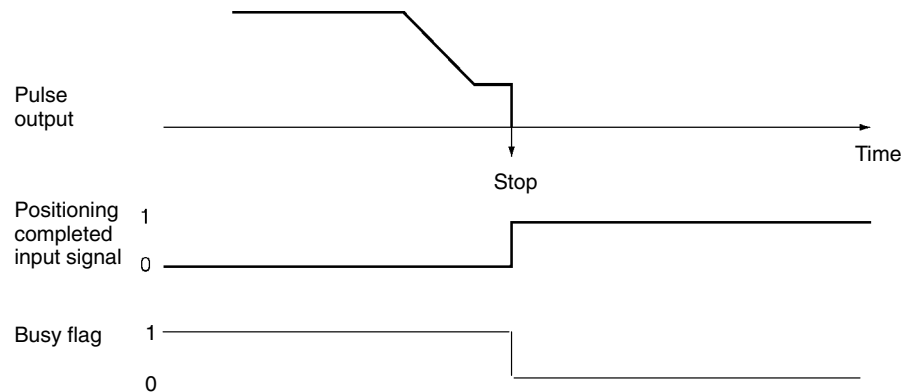 Pulse
output
Time
Stop
Positioning
completed
input signal
1
0
Busy flag
1
0